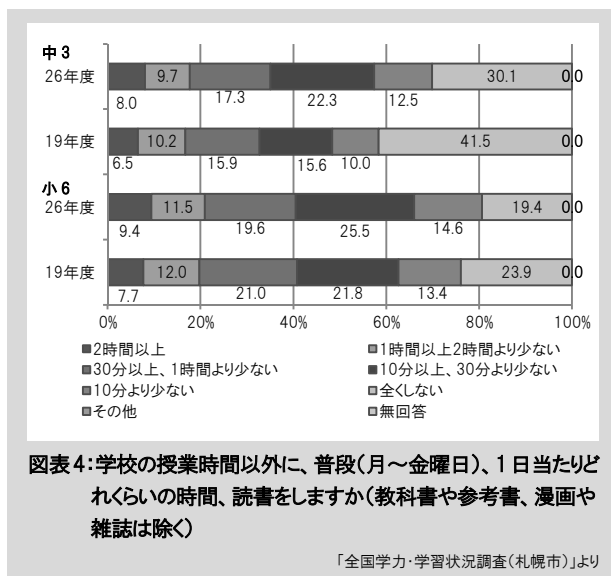 中3
26年度
8.0 9.7 17.3 22.3 12.5 30.1 0.0
19年度
6.5 10.2 15.9 15.6 10.0 41.5 0.0
小6
26年度
9.4 11.5 19.6 25.5 14.6 19.4 0.0
19年度
7.7 12.0 21.0 21.8 13.4 23.9 0.0
0% 20% 40% 60% 80% 100%
■2時間以上 ■1時間以上2時間より少ない
■30分以上、1時間より少ない ■10分以上、30分より少ない
■10分より少ない ■全くしない
■その他 ■無回答
図表4:学校の授業時間以外に、普段(月～金曜日)、1日当たりど
れくらいの時間、読書をしますか(教科書や参考書、漫画や
雑誌は除く)
「全国学力・学習状況調査(札幌市)」より